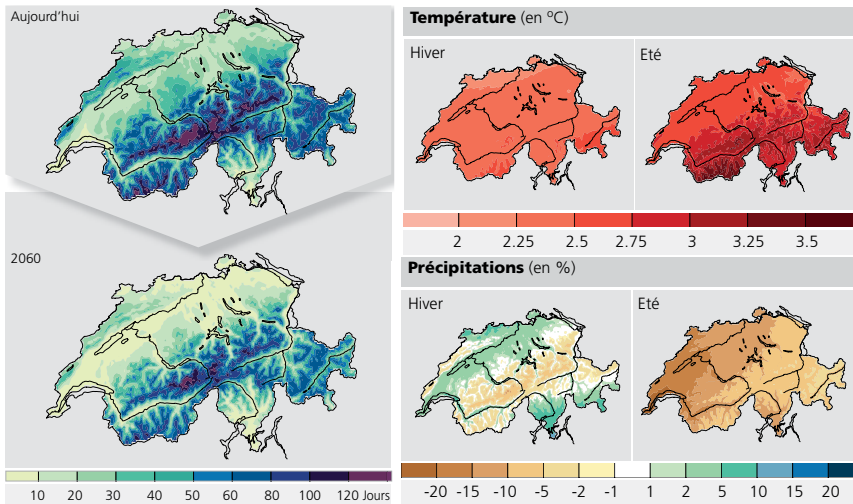 Aujourd'hui
2060
10 20 30 40 50 60 80 100 120 Jours
Température (en °C)
Hiver
Eté
2 2.25 2.5 2.75 3 3.25 3.5
Précipitations (en %)
Hiver
Eté
-20 -15 -10 -5 -2 -1 1 2 5 10 15 20